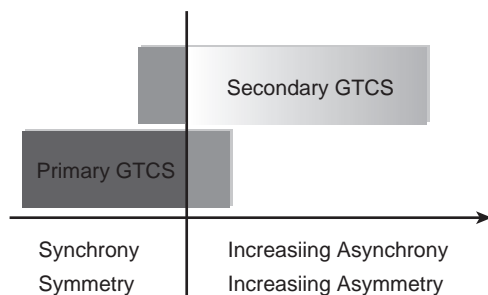 Secondary GTCS
Primary GTCS
Synchrony
Increasiing Asynchrony
Symmetry
Increasiing Asymmetry